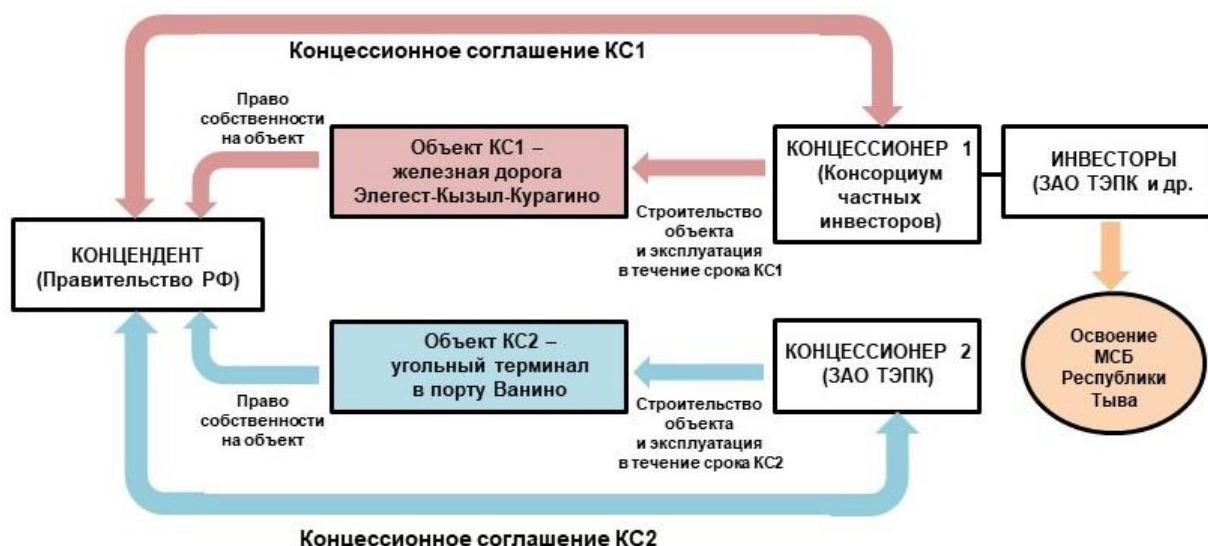 Концессионное соглашение КС1
Право
собственности
на объект
Объект КС1 –
железная дорога
Элегест-Кызыл-Курагино
Строительство
объекта
и эксплуатация
в течение срока КС1
КОНЦЕССИОНЕР 1
(Консорциум
частных
инвесторов)
ИНВЕСТОРЫ
(ЗАО ТЭПК и др.
КОНЦЕНДЕНТ
(Правительство РФ)
Объект КС2 –
угольный терминал
в порту Ванино
Право
собственности
на объект
Строительство
объекта
и эксплуатация
в течение срока КС2
КОНЦЕССИОНЕР 2
(ЗАО ТЭПК)
Освоение
МСБ
Республики
Тыва
Концессионное соглашение КС2